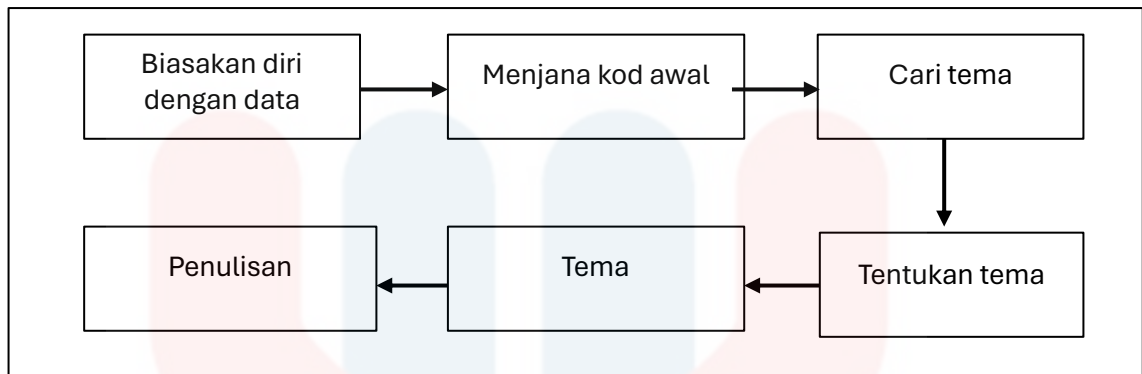 Biasakan diri
dengan data
Menjana kod awal
Cari tema
Tentukan tema
Tema
Penulisan